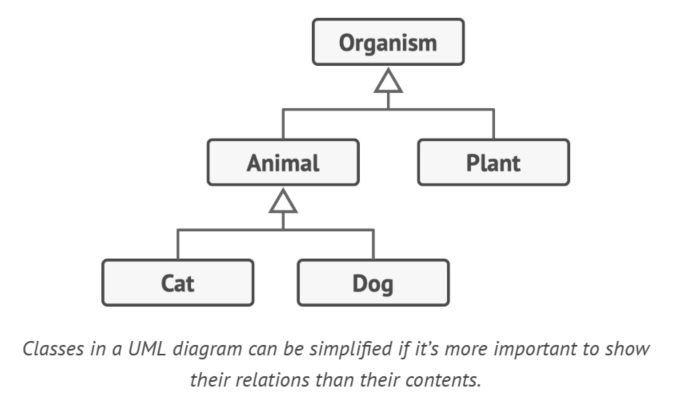 Organism
Animal
Plant
Cat
Dog
Classes in a UML diagram can be simplified if it’s more important to show
their relations than their contents.